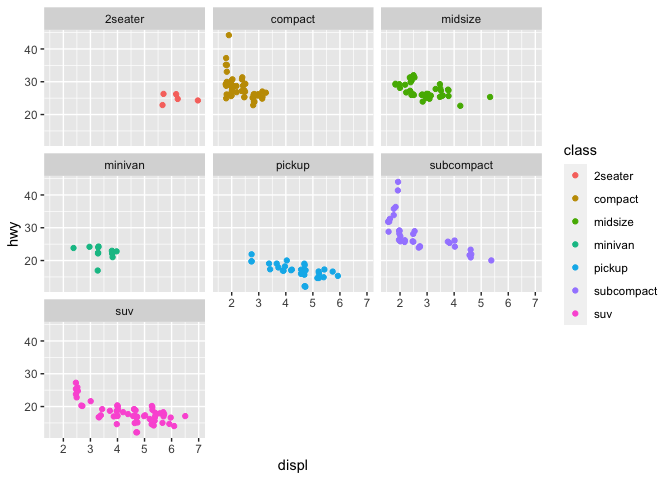 2seater compact midsize
40
30
20
minivan pickup subcompact
40
30
20
2 3 4 5 6 7 2 3 4 5 6 7
suv
40
30
20
2 3 4 5 6 7
hwy
displ
class
2seater
compact
midsize
minivan
pickup
subcompact
suv